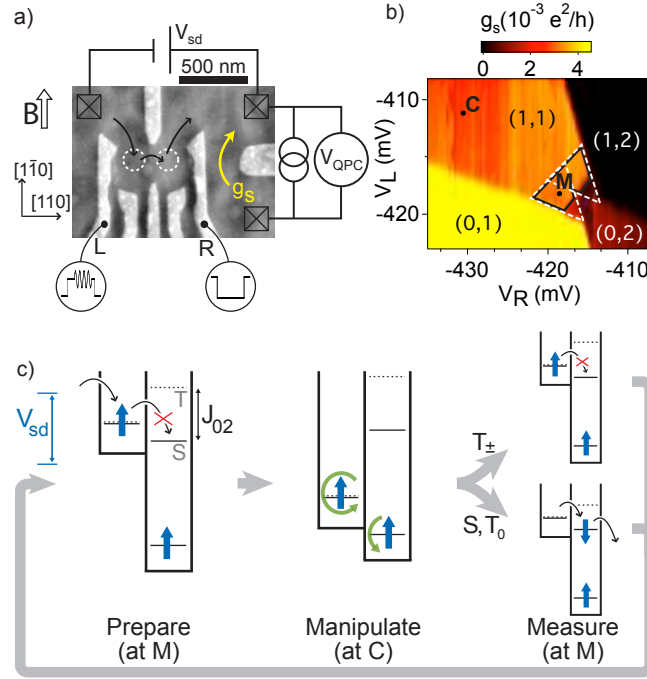 a)
V_sd
500 nm
B
[11̄0]
[110]
g_s
V_QPC
L
R
b)
g_s(10⁻³ e²/h)
0 2 4
-410
V_L (mV)
-420
C
(1,1)
(1,2)
M
(0,1)
(0,2)
-430 -420 -410
V_R (mV)
c)
V_sd
T
J_02
S
T_±
S,T_0
Prepare
(at M)
Manipulate
(at C)
Measure
(at M)